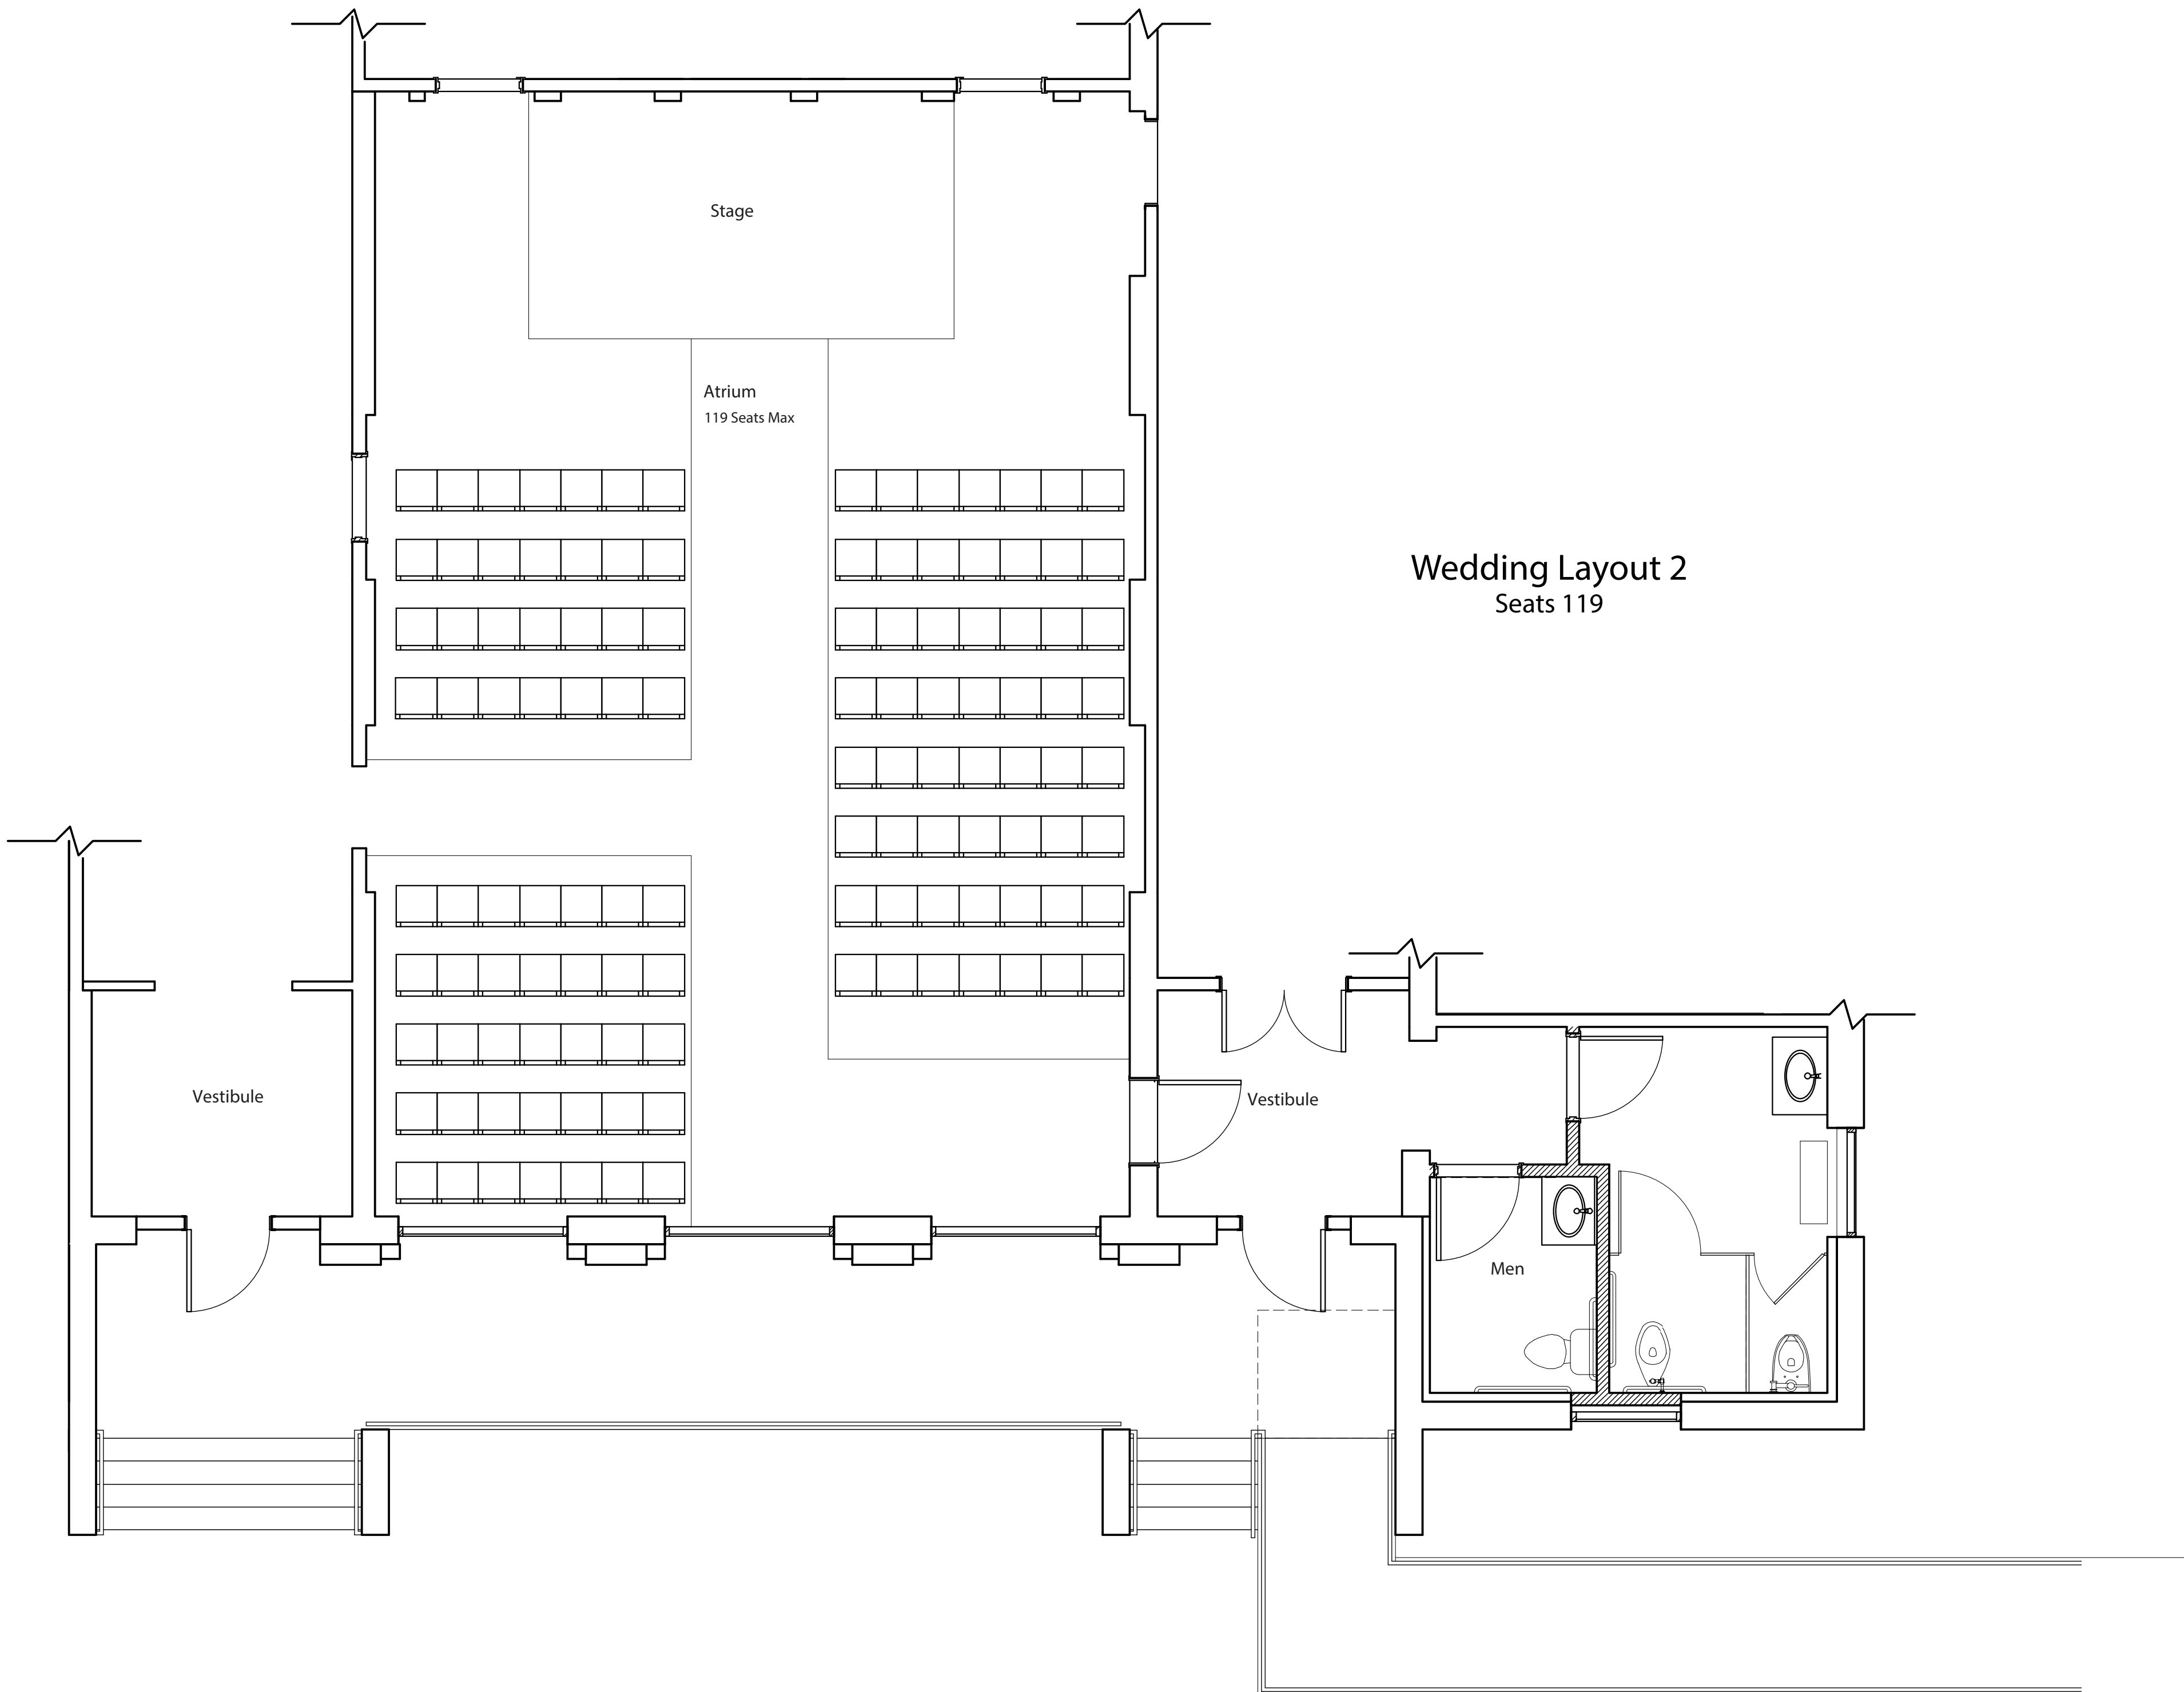 Stage
Atrium
119 Seats Max
Wedding Layout 2
Seats 119
Vestibule
Vestibule
Men